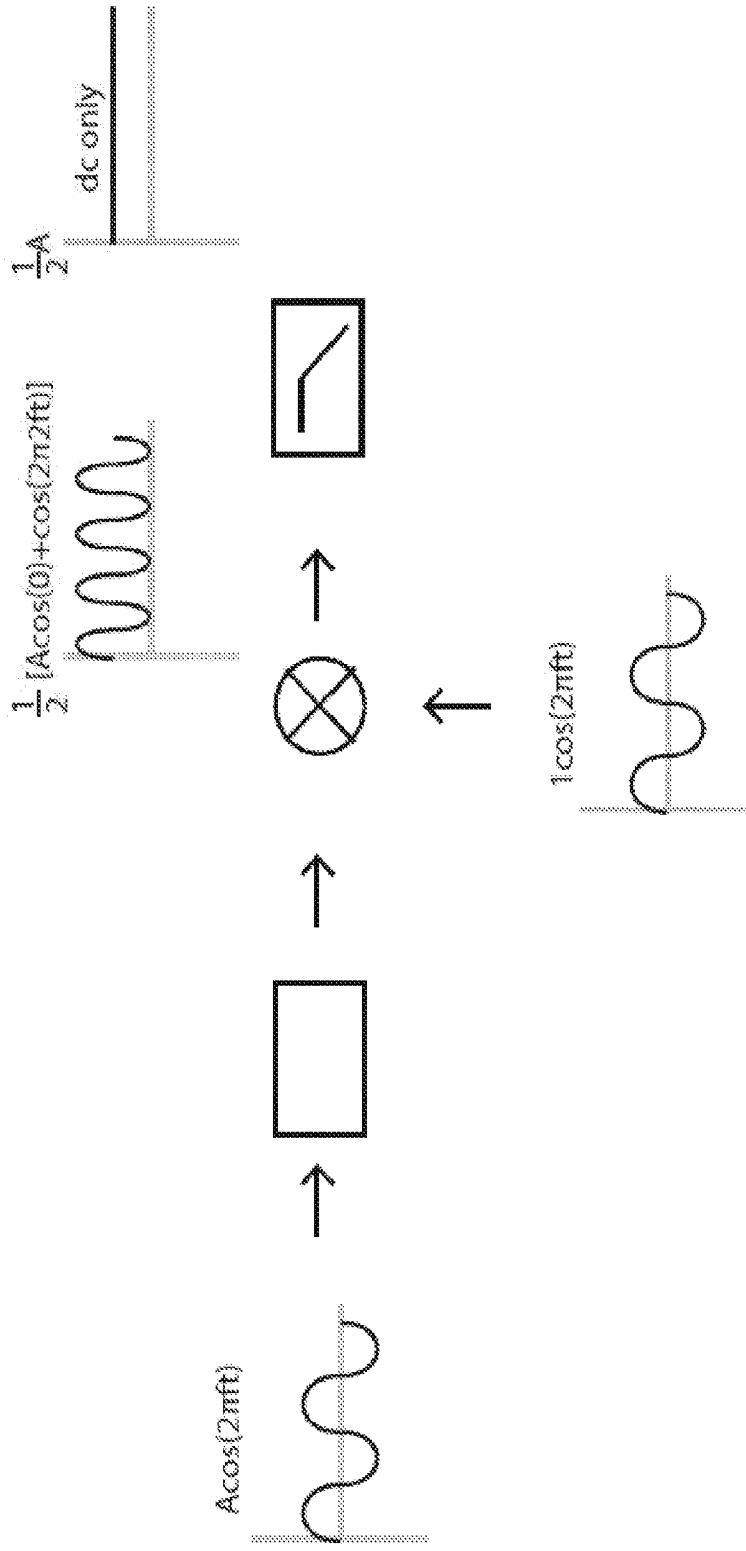 Acos(2πft)
1cos(2πft)
1/2 [Acos(0)+cos(2π2ft)]
1/2 A
dc only